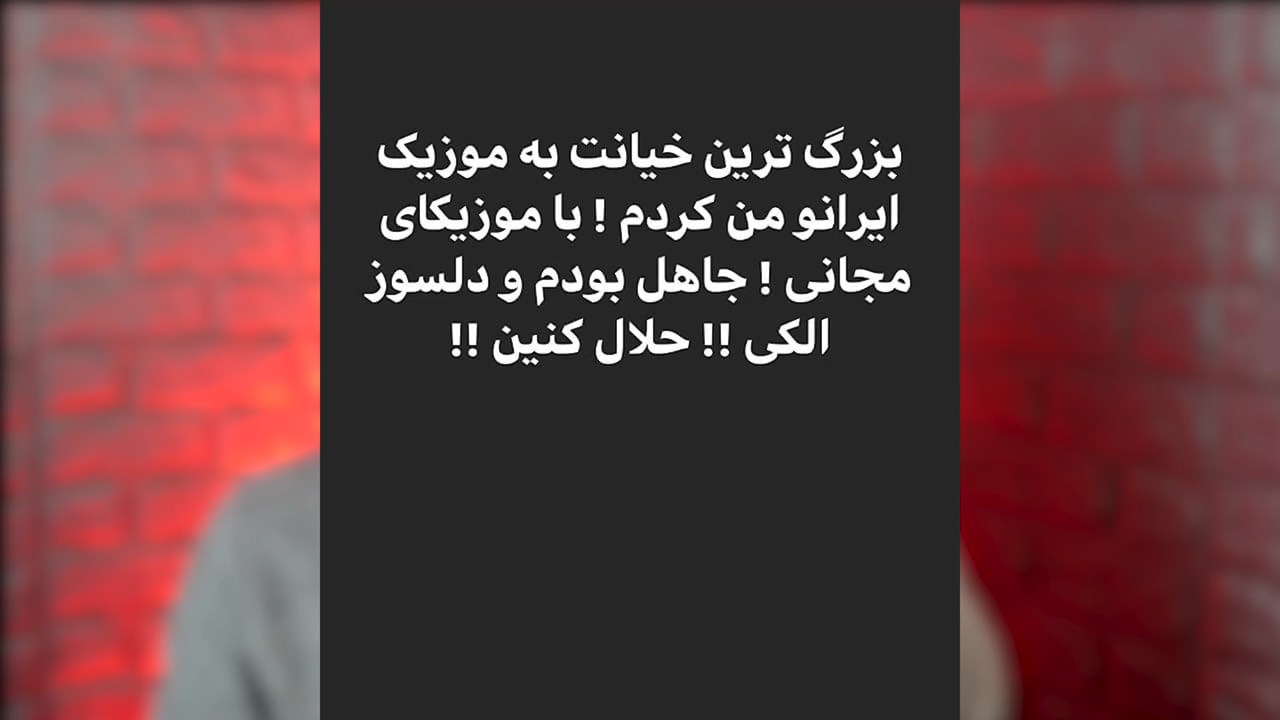 بزرگ ترین خیانت به موزیک
ایرانو من کردم ! با موزیکای
مجانی ! جاهل بودم و دلسوز
الکی !! حلال کنین !!